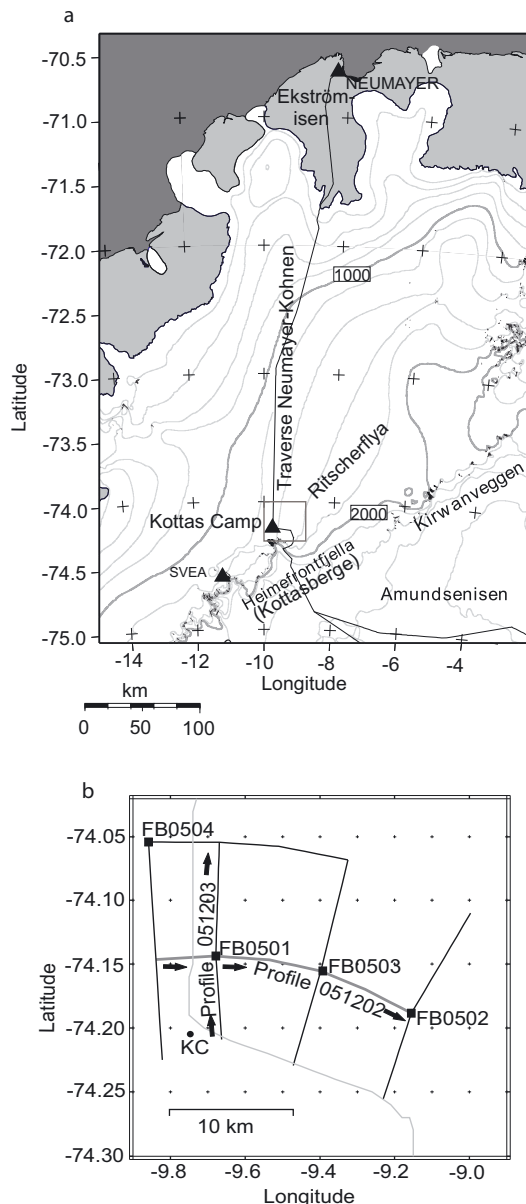 a
-70.5
-71.0
-71.5
-72.0
-72.5
-73.0
-73.5
-74.0
-74.5
-75.0
Latitude
NEUMAYER
Ekström-
isen
1000
Traverse Neumayer-Kohnen
Ritscherflya
2000
Kirwanveggen
Kottas Camp
SVEA
Heimefrontfjella
(Kottasberge)
Amundsenisen
-14
-12
-10
-8
-6
-4
Longitude
km
0
50
100
b
-74.05
-74.10
-74.15
-74.20
-74.25
-74.30
Latitude
FB0504
Profile 051203
FB0501
FB0503
Profile 051202
FB0502
KC
10 km
-9.8
-9.6
-9.4
-9.2
-9.0
Longitude